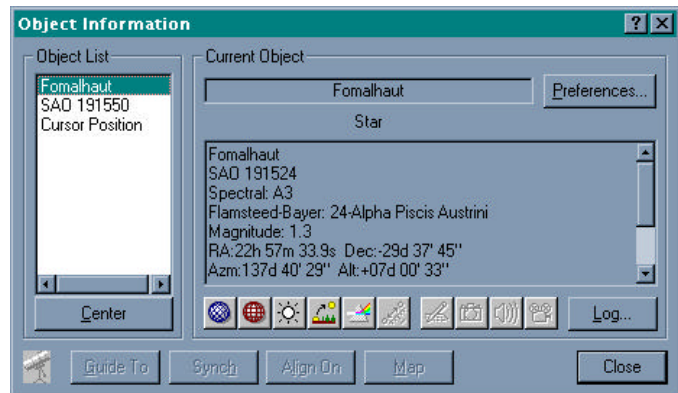 Object Information
Object List
Fomalhaut
SAO 191550
Cursor Position
Center
Current Object
Fomalhaut
Preferences...
Star
Fomalhaut
SAO 191524
Spectral: A3
Flamsteed-Bayer: 24-Alpha Piscis Austrini
Magnitude: 1.3
RA:22h 57m 33.9s Dec:-29d 37' 45''
Azm:137d 40' 29'' Alt:+07d 00' 33''
Log...
Guide To
Synch
Align On
Map
Close